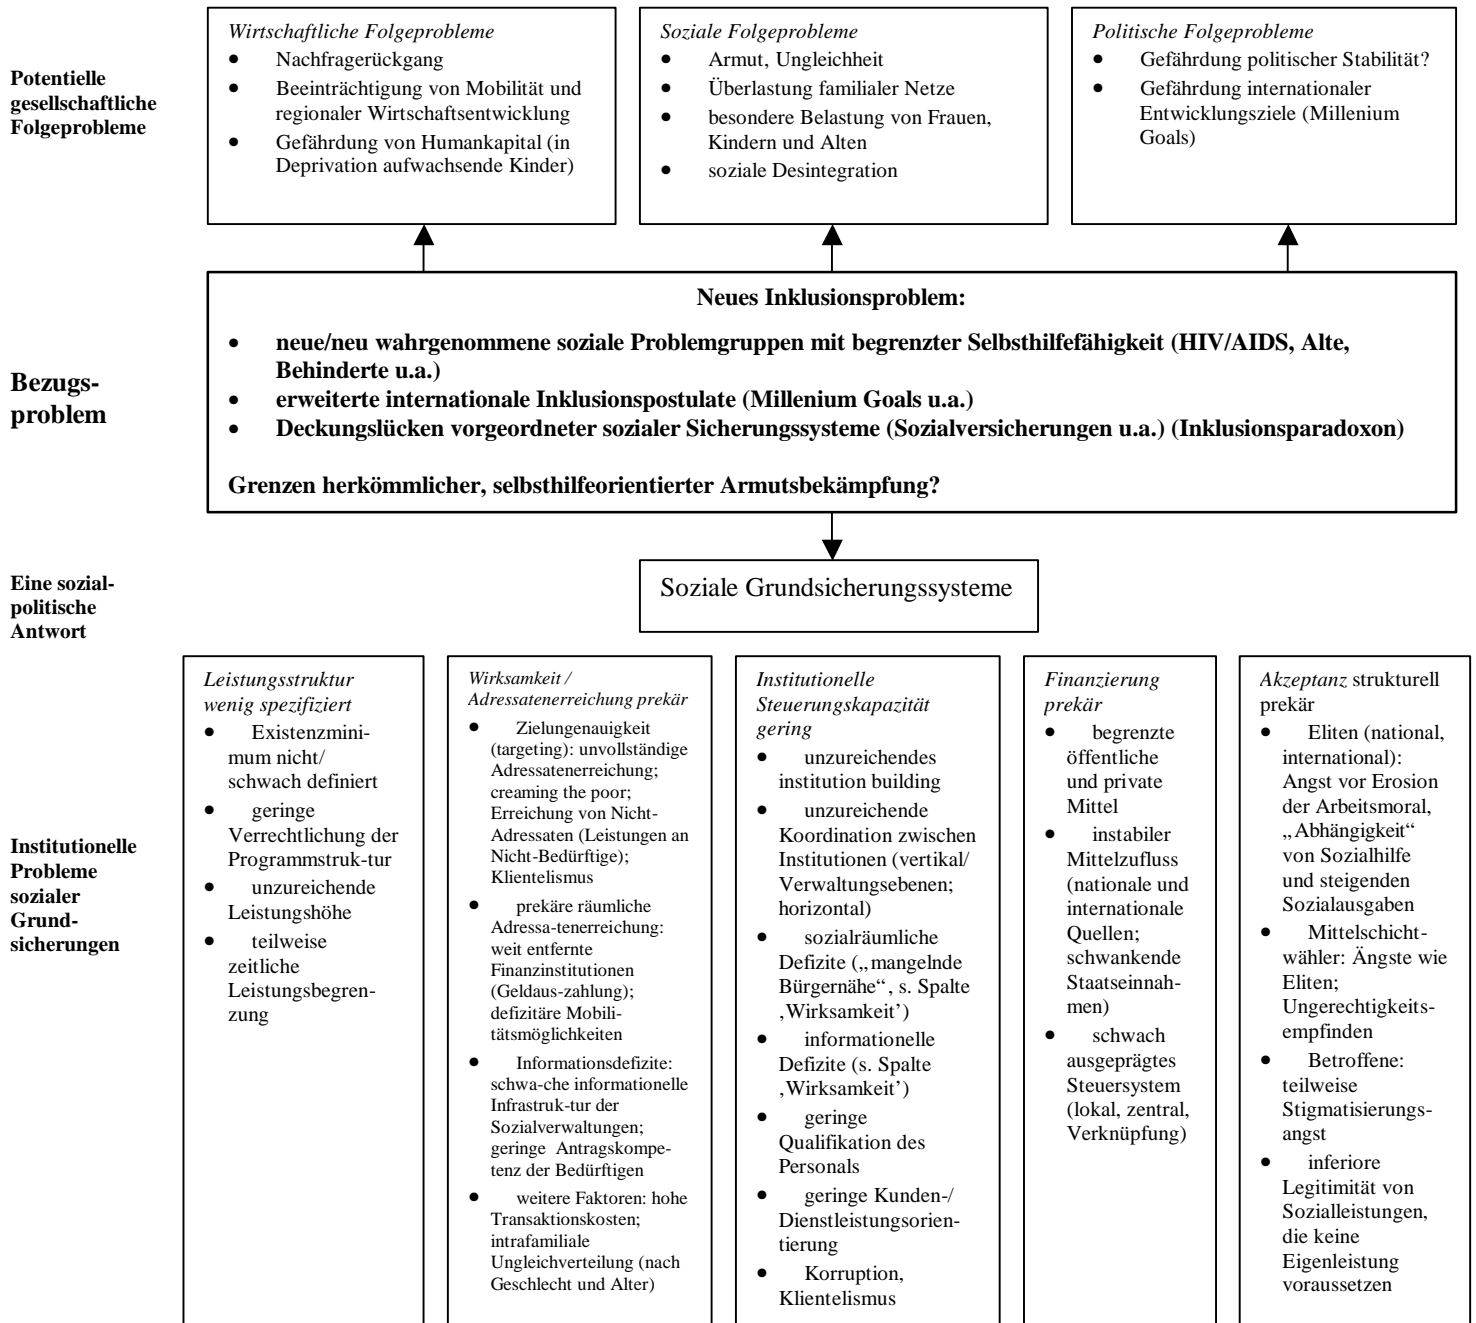 Potentielle
gesellschaftliche
Folgeprobleme
Wirtschaftliche Folgeprobleme
• Nachfragerückgang
• Beeinträchtigung von Mobilität und
regionaler Wirtschaftsentwicklung
• Gefährdung von Humankapital (in
Deprivation aufwachsende Kinder)
Soziale Folgeprobleme
• Armut, Ungleichheit
• Überlastung familialer Netze
• besondere Belastung von Frauen,
Kindern und Alten
• soziale Desintegration
Politische Folgeprobleme
• Gefährdung politischer Stabilität?
• Gefährdung internationaler
Entwicklungsziele (Millenium
Goals)
Bezugs-
problem
Neues Inklusionsproblem:
• neue/neu wahrgenommene soziale Problemgruppen mit begrenzter Selbsthilfefähigkeit (HIV/AIDS, Alte,
Behinderte u.a.)
• erweiterte internationale Inklusionspostulate (Millenium Goals u.a.)
• Deckungslücken vorgeordneter sozialer Sicherungssysteme (Sozialversicherungen u.a.) (Inklusionsparadoxon)
Grenzen herkömmlicher, selbsthilfeorientierter Armutsbekämpfung?
Eine sozial-
politische
Antwort
Soziale Grundsicherungssysteme
Institutionelle
Probleme
sozialer
Grund-
sicherungen
Leistungsstruktur
wenig spezifiziert
• Existenzmini-
mum nicht/
schwach definiert
• geringe
Verrechtlichung der
Programmstruk-tur
• unzureichende
Leistungshöhe
• teilweise
zeitliche
Leistungsbegren-
zung
Wirksamkeit /
Adressatenerreichung prekär
• Zielungenauigkeit
(targeting): unvollständige
Adressatenerreichung;
creaming the poor;
Erreichung von Nicht-
Adressaten (Leistungen an
Nicht-Bedürftige);
Klientelismus
• prekäre räumliche
Adressa-tenerreichung:
weit entfernte
Finanzinstitutionen
(Geldaus-zahlung);
defizitäre Mobili-
tätsmöglichkeiten
• Informationsdefizite:
schwa-che informationelle
Infrastruk-tur der
Sozialverwaltungen;
geringe Antragskompe-
tenz der Bedürftigen
• weitere Faktoren: hohe
Transaktionskosten;
intrafamiliale
Ungleichverteilung (nach
Geschlecht und Alter)
Institutionelle
Steuerungskapazität
gering
• unzureichendes
institution building
• unzureichende
Koordination zwischen
Institutionen (vertikal/
Verwaltungsebenen;
horizontal)
• sozialräumliche
Defizite („mangelnde
Bürgernähe“, s. Spalte
‚Wirksamkeit’)
• informationelle
Defizite (s. Spalte
‚Wirksamkeit’)
• geringe
Qualifikation des
Personals
• geringe Kunden-/
Dienstleistungsorien-
tierung
• Korruption,
Klientelismus
Finanzierung
prekär
• begrenzte
öffentliche
und private
Mittel
• instabiler
Mittelzufluss
(nationale und
internationale
Quellen;
schwankende
Staatseinnah-
men)
• schwach
ausgeprägtes
Steuersystem
(lokal, zentral,
Verknüpfung)
Akzeptanz strukturell
prekär
• Eliten (national,
international):
Angst vor Erosion
der Arbeitsmoral,
„Abhängigkeit“
von Sozialhilfe
und steigenden
Sozialausgaben
• Mittelschicht-
wähler: Ängste wie
Eliten;
Ungerechtigkeits-
empfinden
• Betroffene:
teilweise
Stigmatisierungs-
angst
• inferiore
Legitimität von
Sozialleistungen,
die keine
Eigenleistung
voraussetzen